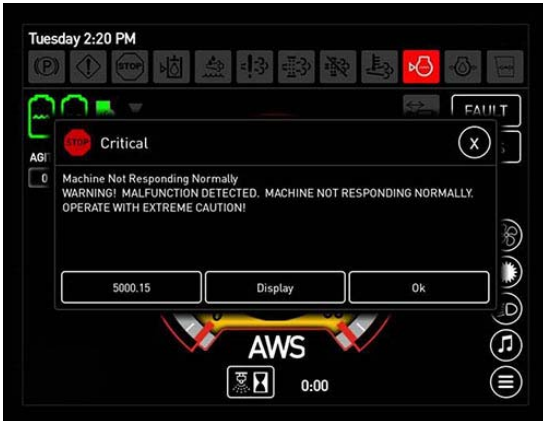 Tuesday 2:20 PM
(P)
STOP
FAULT
STOP Critical X
AGI
0
S
Machine Not Responding Normally
WARNING! MALFUNCTION DETECTED. MACHINE NOT RESPONDING NORMALLY.
OPERATE WITH EXTREME CAUTION!
5000.15 Display Ok
AWS
0:00